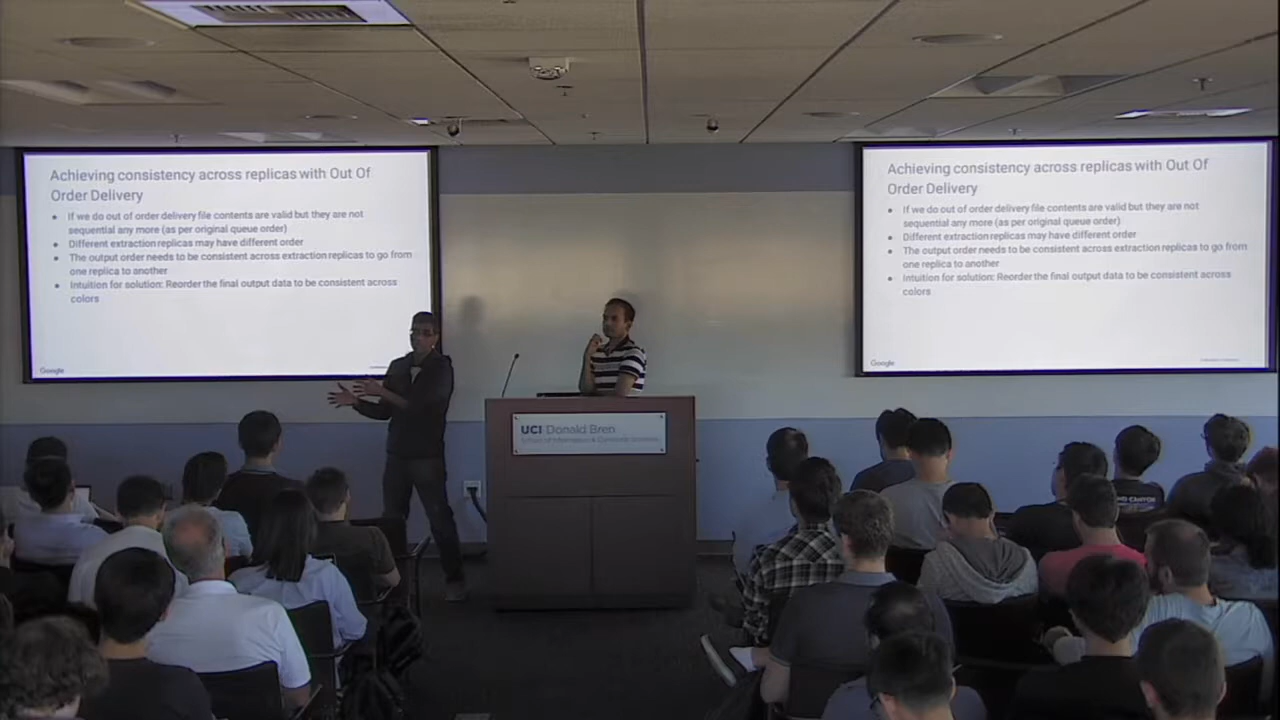 Achieving consistency across replicas with Out Of
Order Delivery
● If we do out of order delivery file contents are valid but they are not
sequential any more (as per original queue order)
● Different extraction replicas may have different order
● The output order needs to be consistent across extraction replicas to go from
one replica to another
● Intuition for solution: Reorder the final output data to be consistent across
colors
Google
Achieving consistency across replicas with Out Of
Order Delivery
● If we do out of order delivery file contents are valid but they are not
sequential any more (as per original queue order)
● Different extraction replicas may have different order
● The output order needs to be consistent across extraction replicas to go from
one replica to another
● Intuition for solution: Reorder the final output data to be consistent across
colors
Google
UCI Donald Bren
School of Information & Computer Sciences